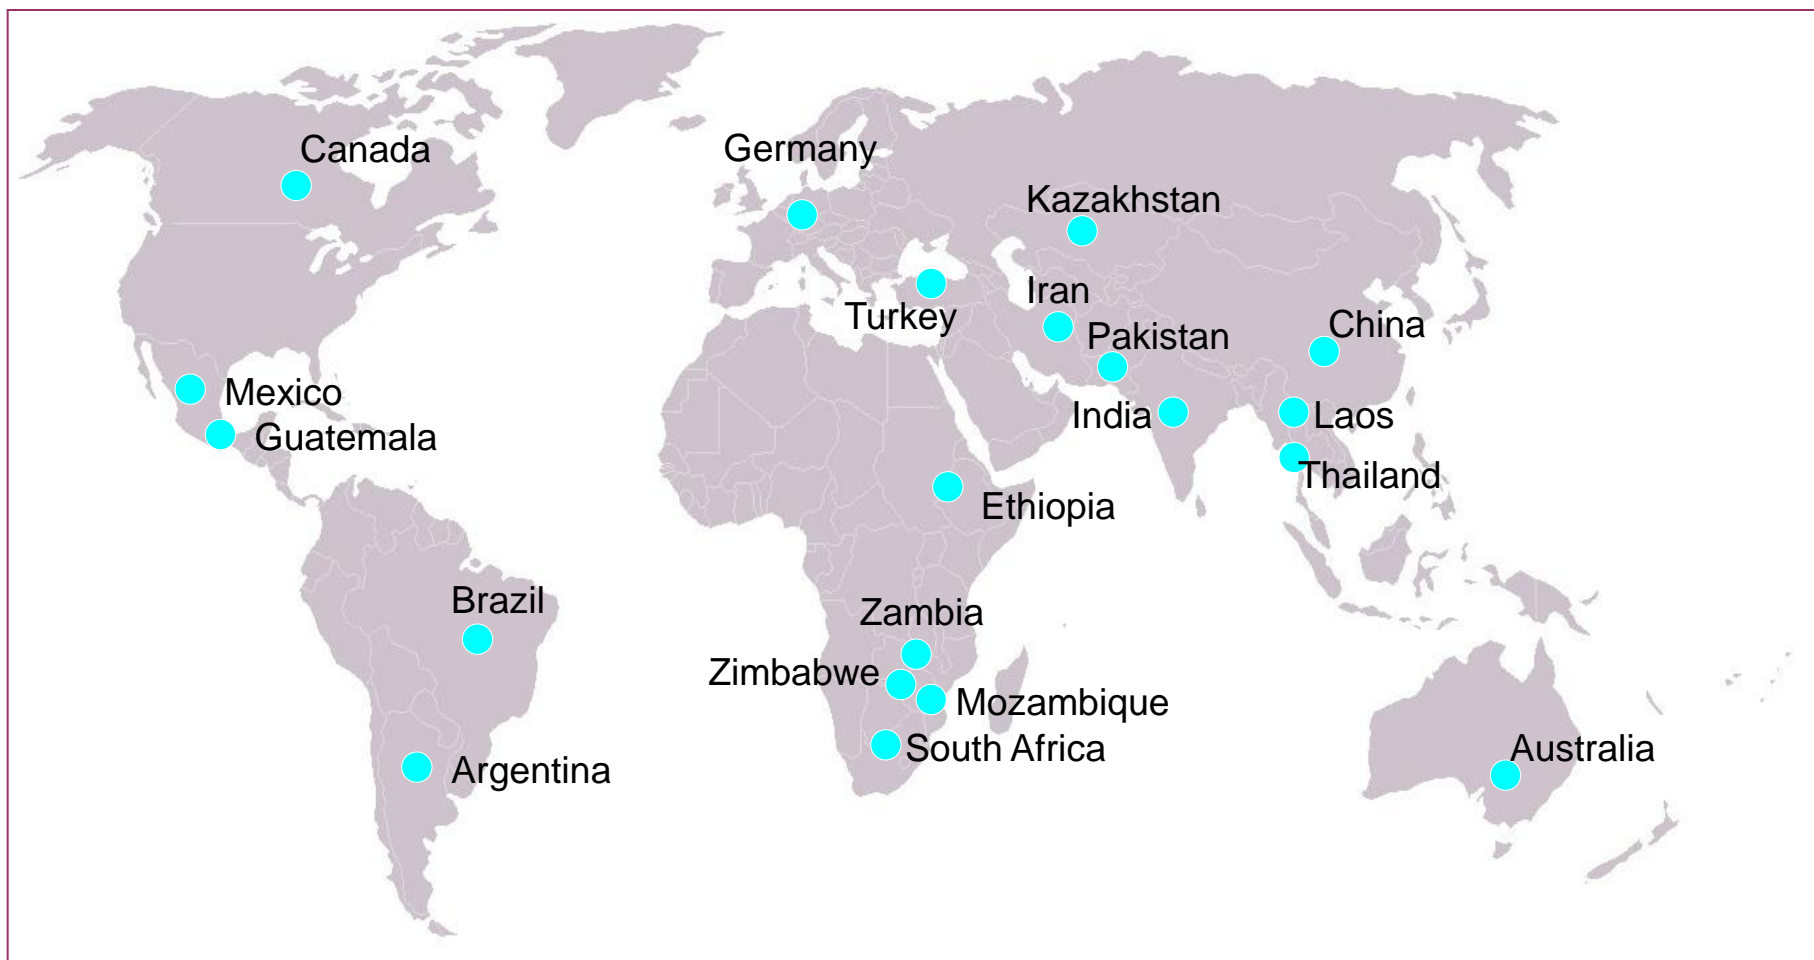 Canada
Germany
Kazakhstan
Iran
Turkey
Pakistan
China
Mexico
India
Laos
Guatemala
Thailand
Ethiopia
Brazil
Zambia
Zimbabwe
Mozambique
South Africa
Australia
Argentina